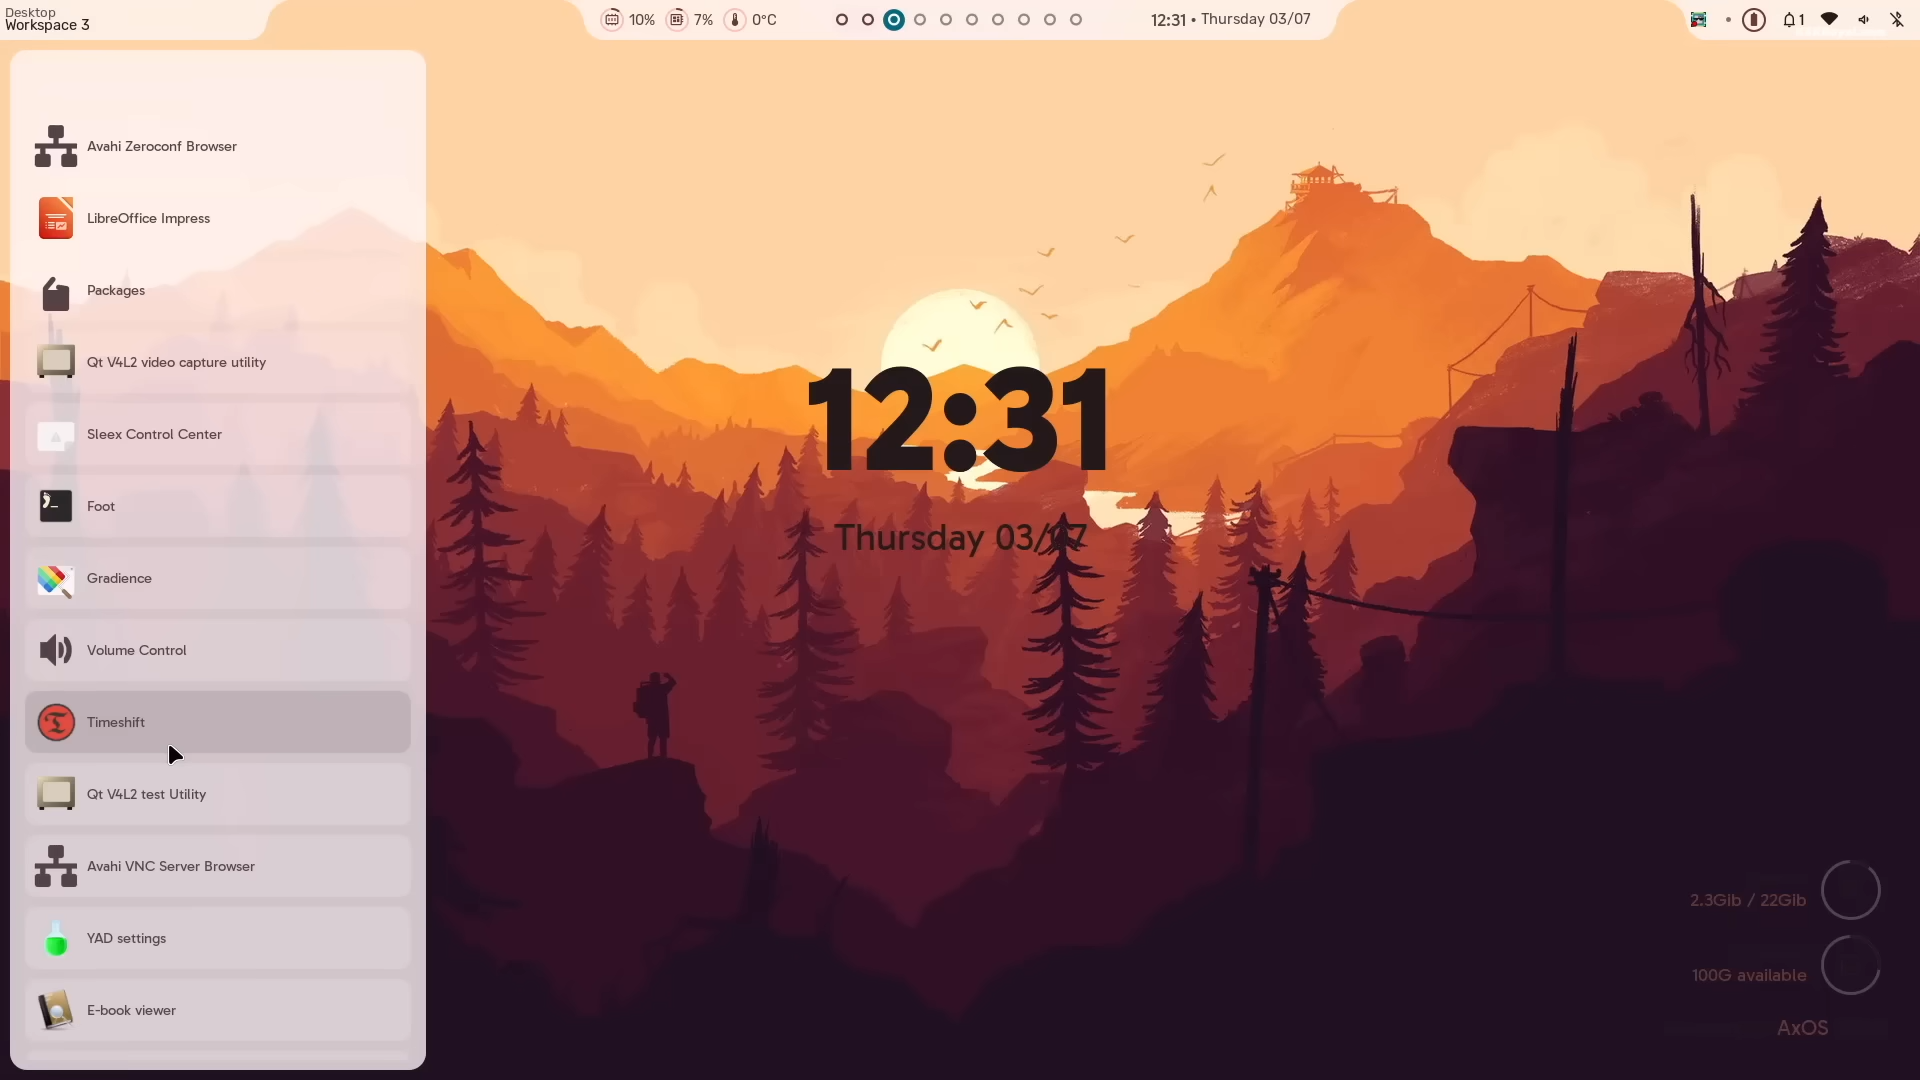 Desktop
Workspace 3
10%
7%
0°C
12:31 • Thursday 03/07
1
Avahi Zeroconf Browser
LibreOffice Impress
Packages
Qt V4L2 video capture utility
Sleex Control Center
Foot
Gradience
Volume Control
Timeshift
Qt V4L2 test Utility
Avahi VNC Server Browser
YAD settings
E-book viewer
12:31
Thursday 03/07
2.3Gib / 22Gib
100G available
AxOS